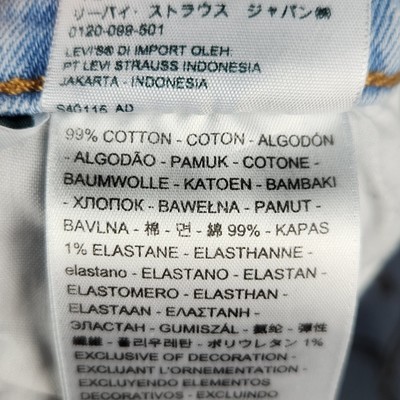 リーバイ・ストラウス ジャパン㈱
0120-099-501
LEVI'S® DI IMPORT OLEH:
PT LEVI STRAUSS INDONESIA
JAKARTA - INDONESIA
S40115 AD
99% COTTON - COTON - ALGODÓN
- ALGODÃO - PAMUK - COTONE -
BAUMWOLLE - KATOEN - BAMBAKI
- ХЛОПОК - BAWEŁNA - PAMUT -
BAVLNA - 棉 - 면 - 綿 99% - KAPAS
1% ELASTANE - ELASTHANNE -
elastano - ELASTANO - ELASTAN -
ELASTOMERO - ELASTHAN -
ELASTAAN - ΕΛΑΣΤΑΝΗ -
ЭЛАСТАН - GUMISZÁL - 氨纶 - 彈性
纖維 - 폴리우레탄 - ポリウレタン 1%
EXCLUSIVE OF DECORATION -
EXCLUANT L'ORNEMENTATION -
EXCLUYENDO ELEMENTOS
DECORATIVOS - EXCLUINDO